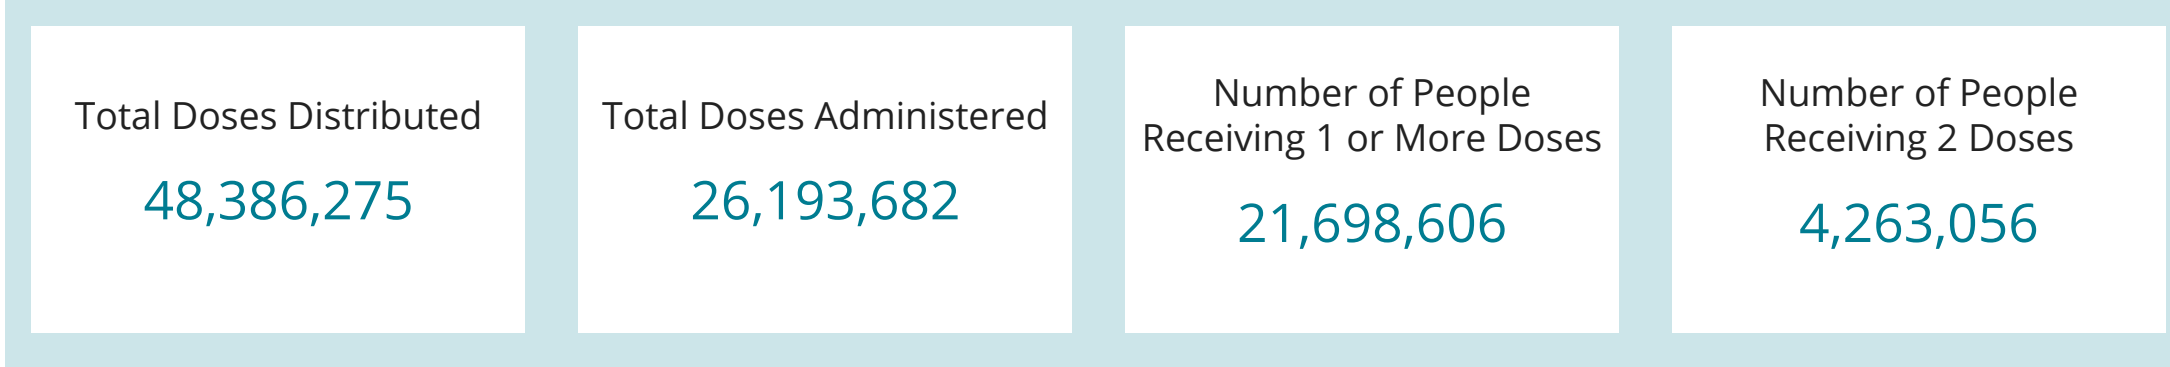 Total Doses Distributed
48,386,275
Total Doses Administered
26,193,682
Number of People
Receiving 1 or More Doses
21,698,606
Number of People
Receiving 2 Doses
4,263,056